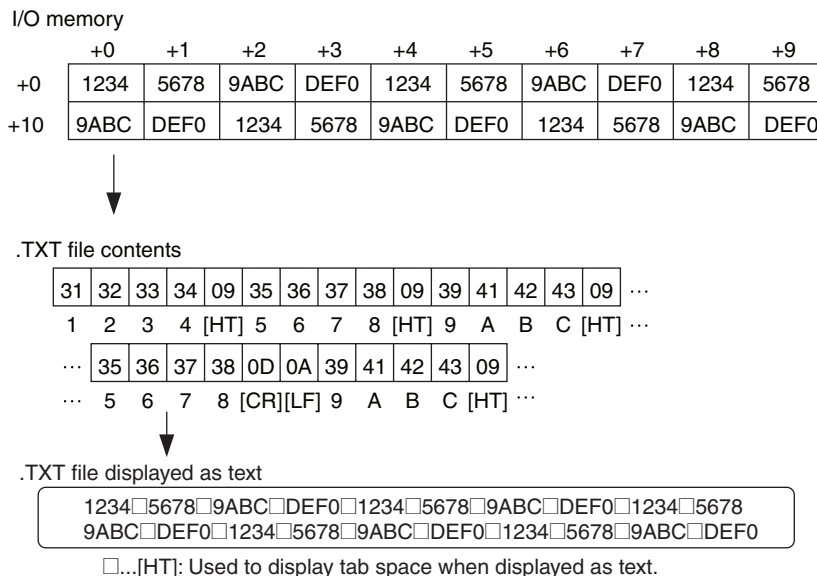 I/O memory
+0 +1 +2 +3 +4 +5 +6 +7 +8 +9
+0 1234 5678 9ABC DEF0 1234 5678 9ABC DEF0 1234 5678
+10 9ABC DEF0 1234 5678 9ABC DEF0 1234 5678 9ABC DEF0
.TXT file contents
31 32 33 34 09 35 36 37 38 09 39 41 42 43 09 ···
1 2 3 4 [HT] 5 6 7 8 [HT] 9 A B C [HT] ···
··· 35 36 37 38 0D 0A 39 41 42 43 09 ···
··· 5 6 7 8 [CR][LF] 9 A B C [HT] ···
.TXT file displayed as text
1234□5678□9ABC□DEF0□1234□5678□9ABC□DEF0□1234□5678
9ABC□DEF0□1234□5678□9ABC□DEF0□1234□5678□9ABC□DEF0
□...[HT]: Used to display tab space when displayed as text.